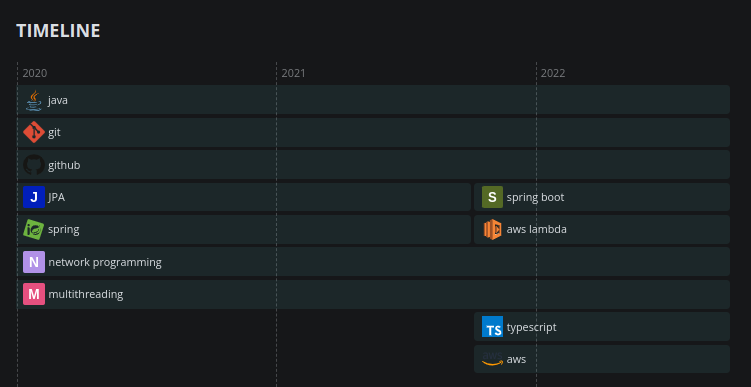 TIMELINE
2020 2021 2022
java
git
github
J JPA S spring boot
spring aws lambda
N network programming
M multithreading
TS typescript
aws aws